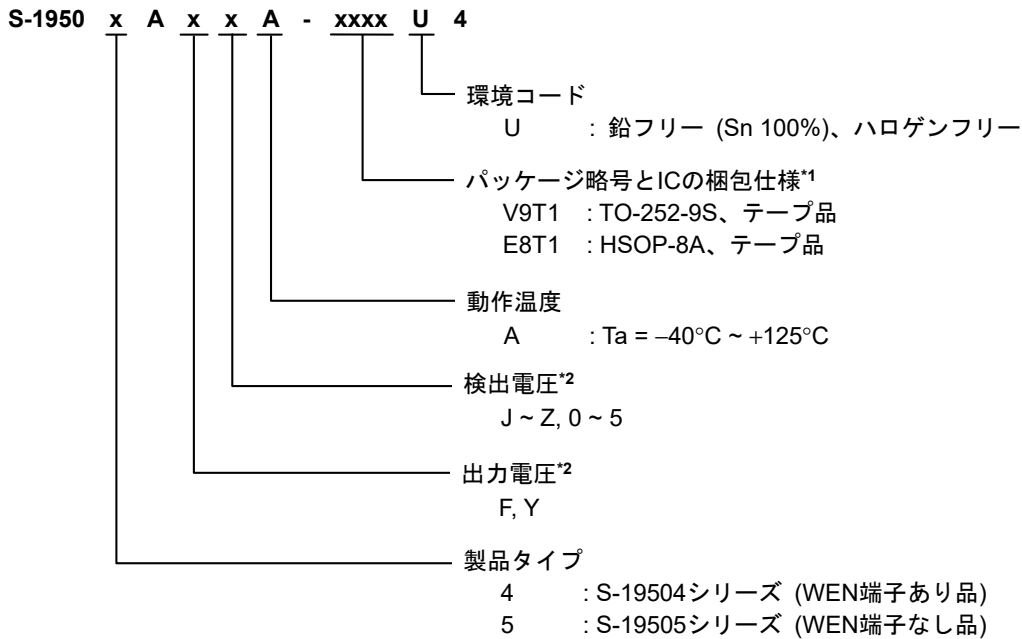 S-1950 x A x x A - xxxx U 4
環境コード
U : 鉛フリー (Sn 100%)、ハロゲンフリー
パッケージ略号とICの梱包仕様*1
V9T1 : TO-252-9S、テープ品
E8T1 : HSOP-8A、テープ品
動作温度
A : Ta = −40°C ~ +125°C
検出電圧*2
J ~ Z, 0 ~ 5
出力電圧*2
F, Y
製品タイプ
4 : S-19504シリーズ (WEN端子あり品)
5 : S-19505シリーズ (WEN端子なし品)